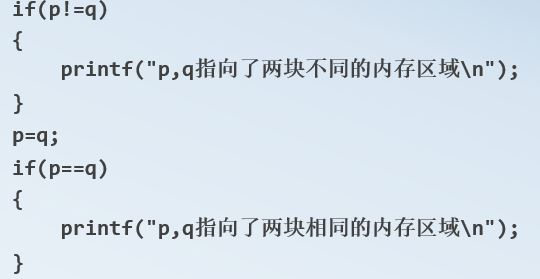 if(p!=q)
{
    printf("p,q指向了两块不同的内存区域\n");
}
p=q;
if(p==q)
{
    printf("p,q指向了两块相同的内存区域\n");
}